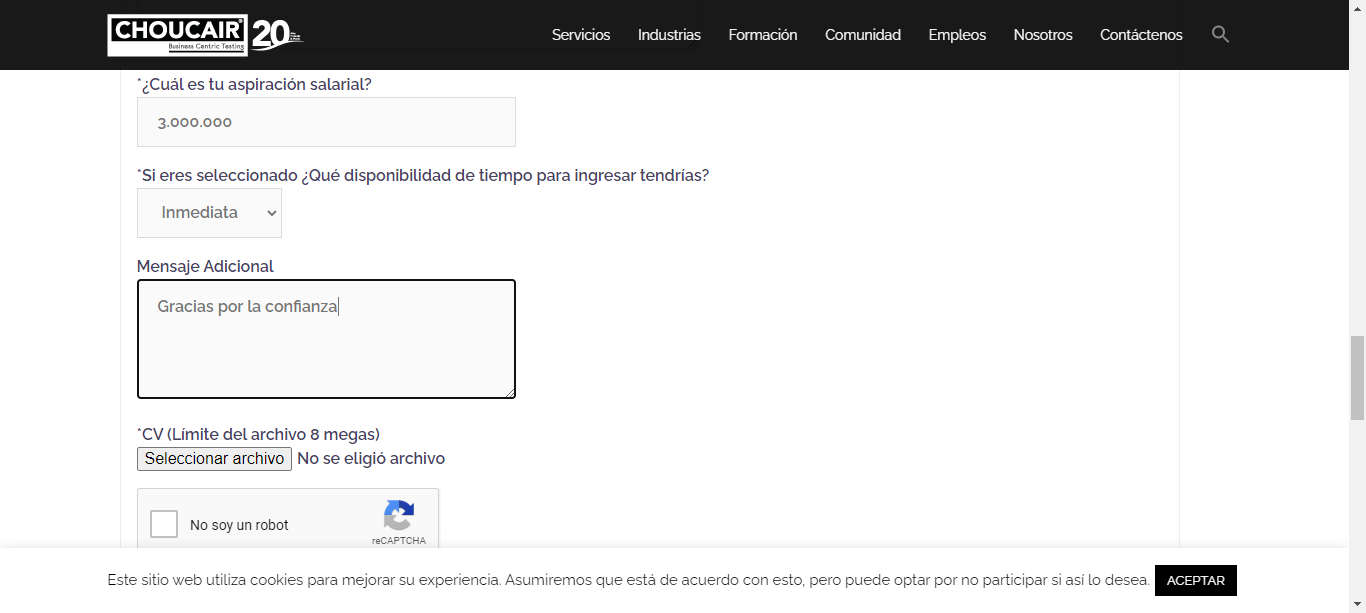 CHOUCAIR
Business Centric Testing
20
Servicios Industrias Formación Comunidad Empleos Nosotros Contáctenos
*¿Cuál es tu aspiración salarial?
3.000.000
*Si eres seleccionado ¿Qué disponibilidad de tiempo para ingresar tendrías?
Inmediata
Mensaje Adicional
Gracias por la confianza
*CV (Límite del archivo 8 megas)
Seleccionar archivo No se eligió archivo
No soy un robot
reCAPTCHA
Este sitio web utiliza cookies para mejorar su experiencia. Asumiremos que está de acuerdo con esto, pero puede optar por no participar si así lo desea. ACEPTAR